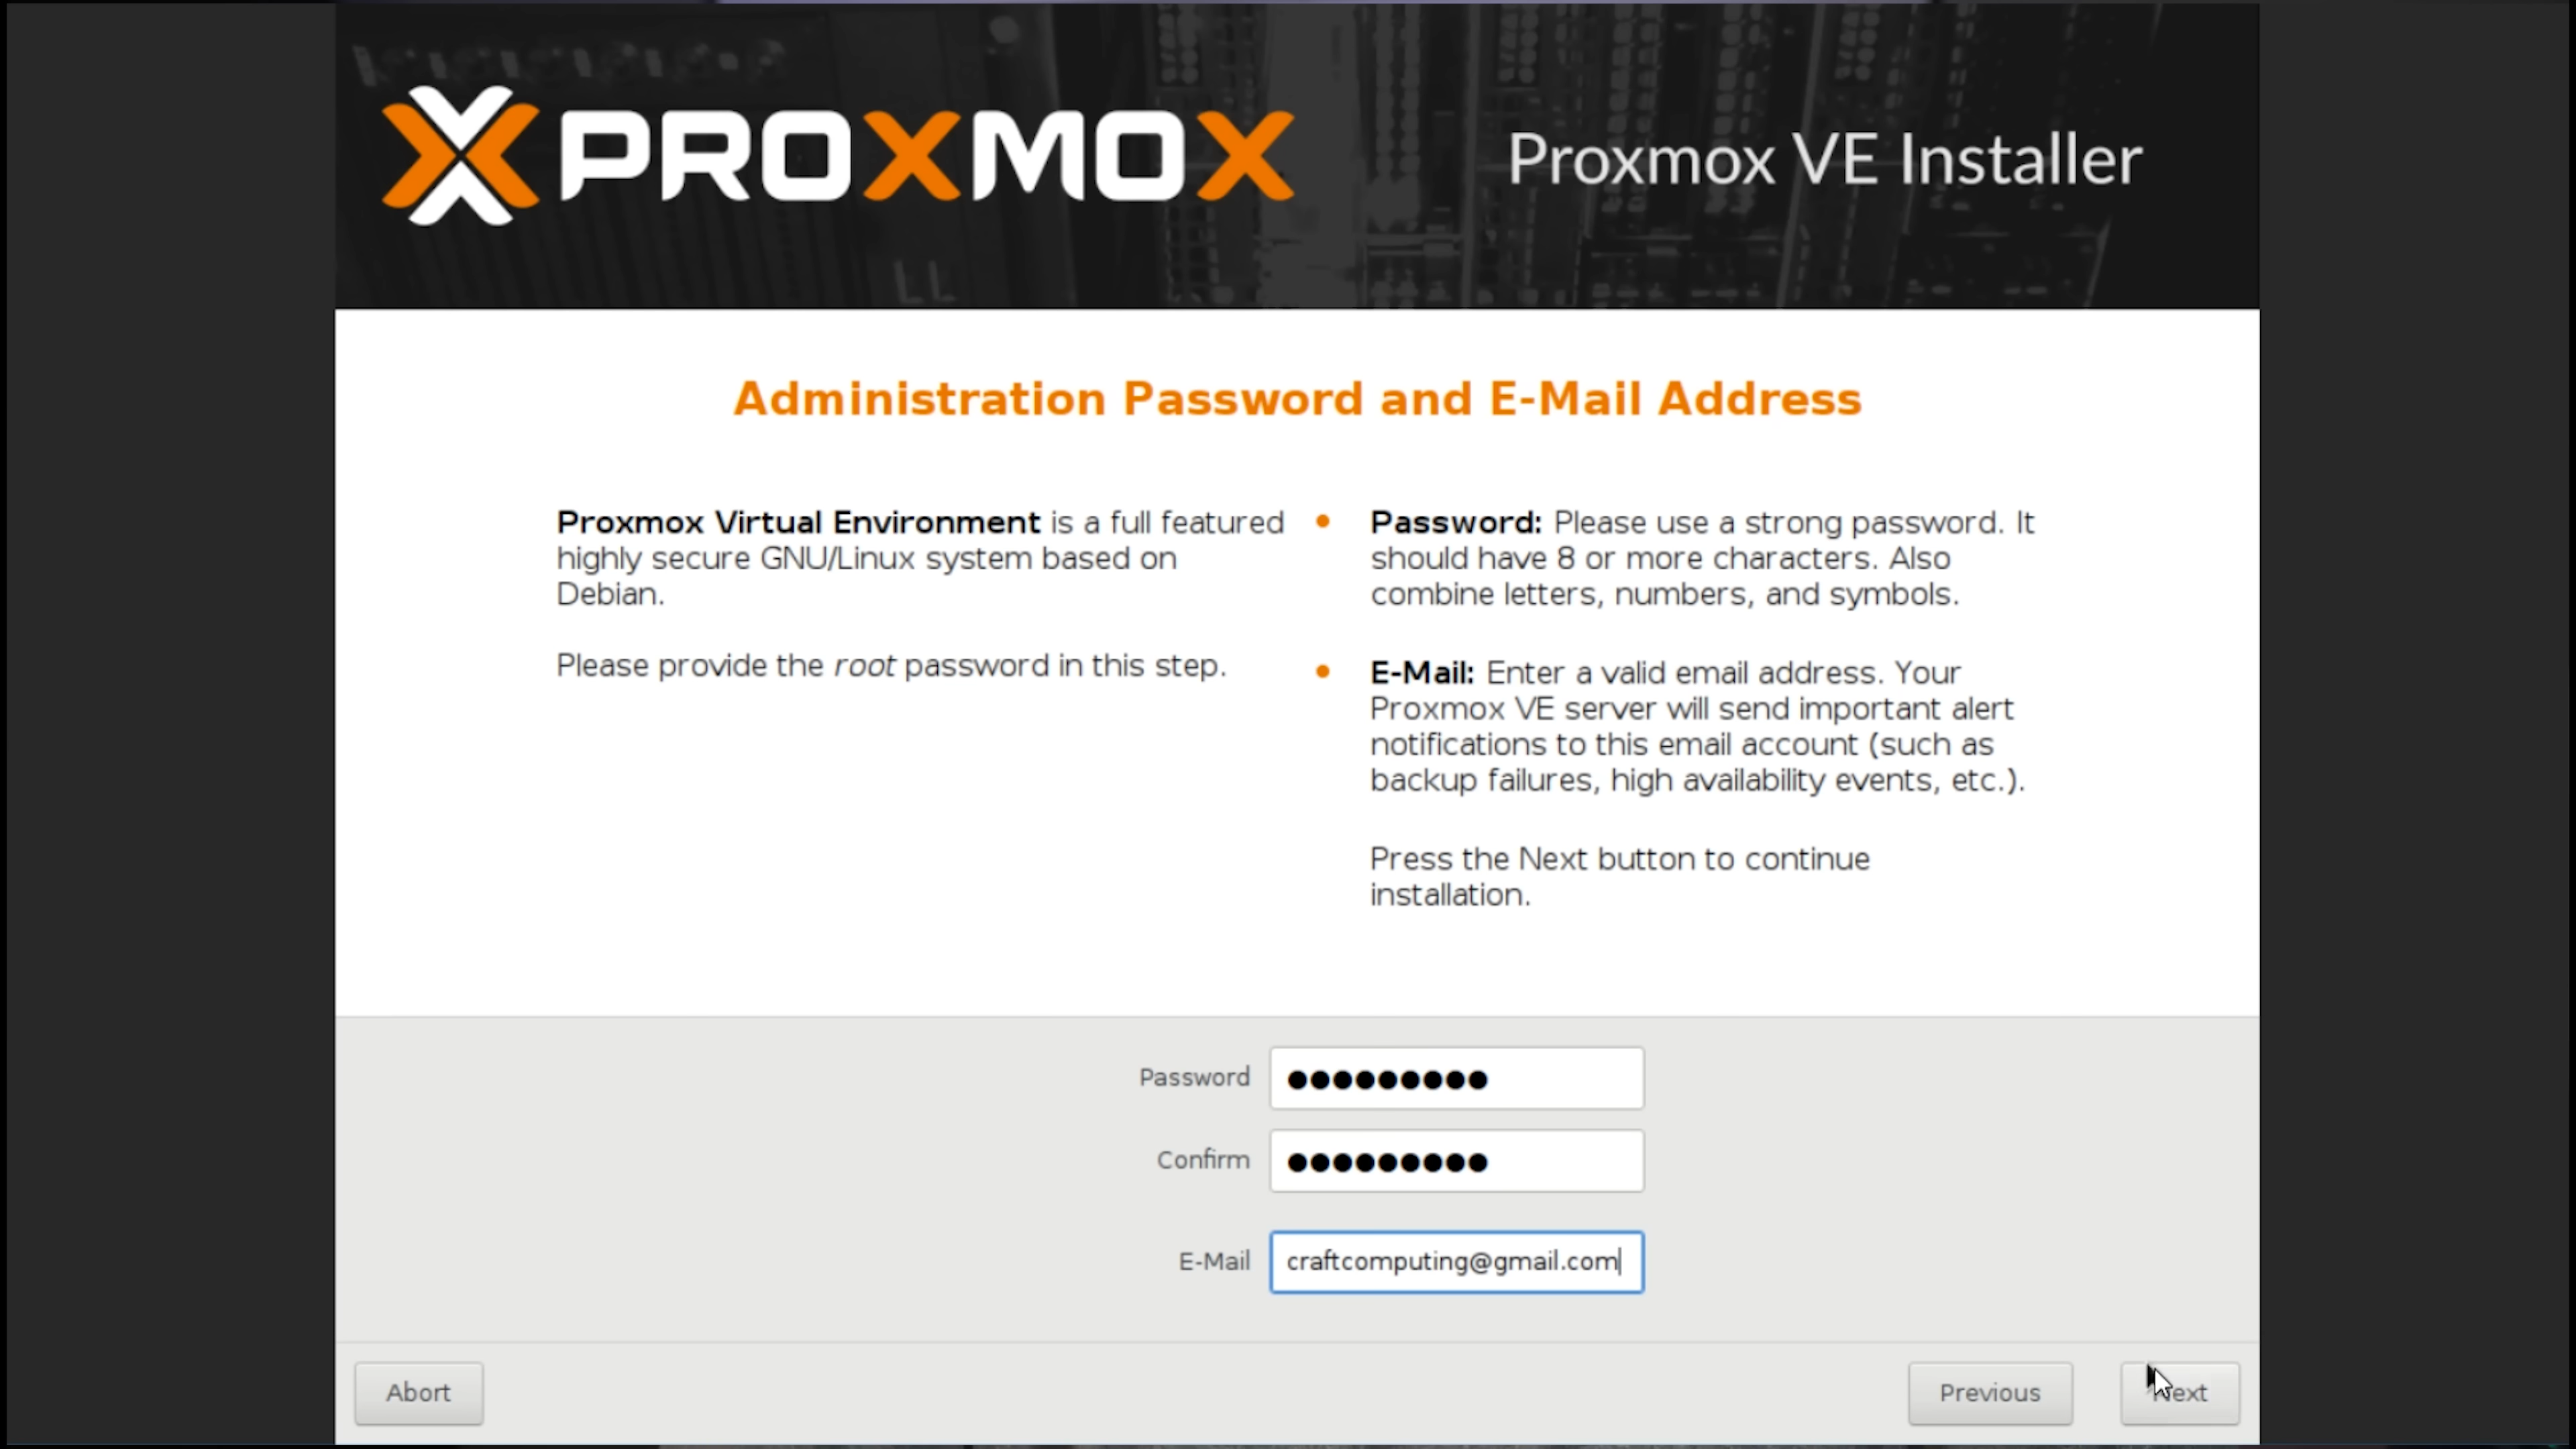 PROXMOX
Proxmox VE Installer
Administration Password and E-Mail Address
Proxmox Virtual Environment is a full featured
highly secure GNU/Linux system based on
Debian.
Please provide the root password in this step.
Password: Please use a strong password. It
should have 8 or more characters. Also
combine letters, numbers, and symbols.
E-Mail: Enter a valid email address. Your
Proxmox VE server will send important alert
notifications to this email account (such as
backup failures, high availability events, etc.).
Press the Next button to continue
installation.
Password ●●●●●●●●●
Confirm ●●●●●●●●●
E-Mail craftcomputing@gmail.com
Abort
Previous
Next